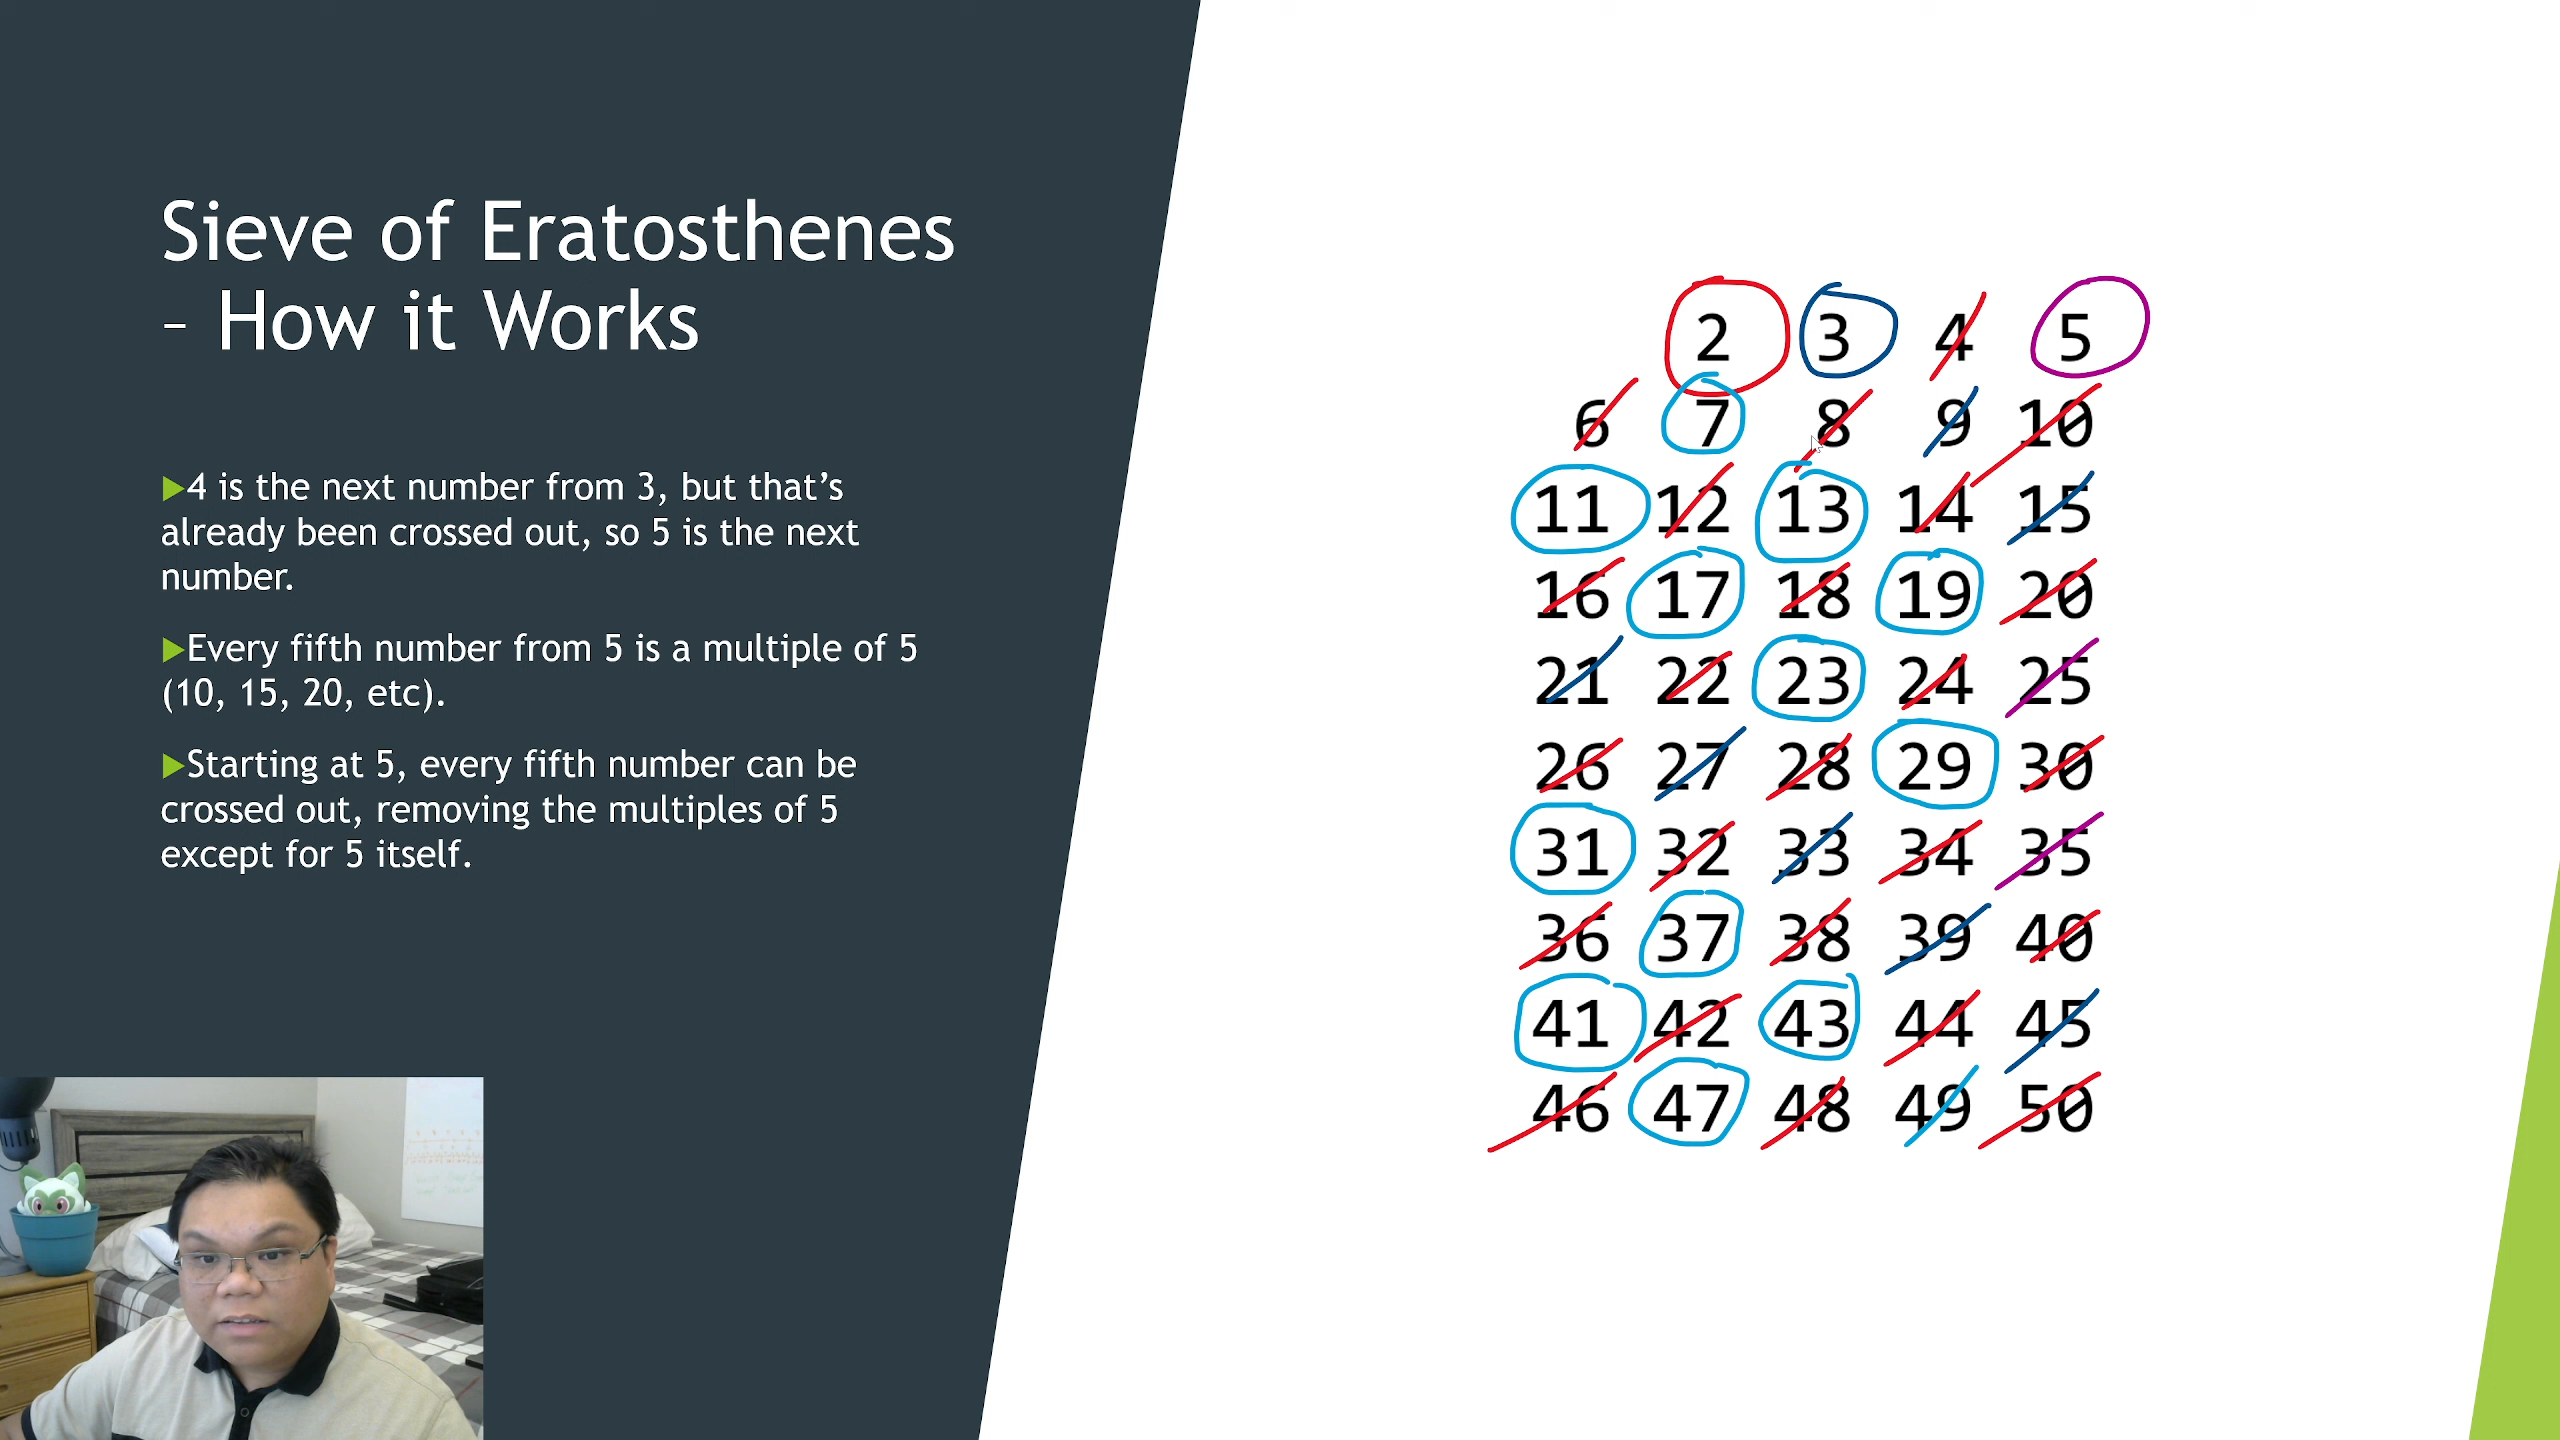 Sieve of Eratosthenes
– How it Works
4 is the next number from 3, but that’s
already been crossed out, so 5 is the next
number.
Every fifth number from 5 is a multiple of 5
(10, 15, 20, etc).
Starting at 5, every fifth number can be
crossed out, removing the multiples of 5
except for 5 itself.
2 3 4 5
6 7 8 9 10
11 12 13 14 15
16 17 18 19 20
21 22 23 24 25
26 27 28 29 30
31 32 33 34 35
36 37 38 39 40
41 42 43 44 45
46 47 48 49 50